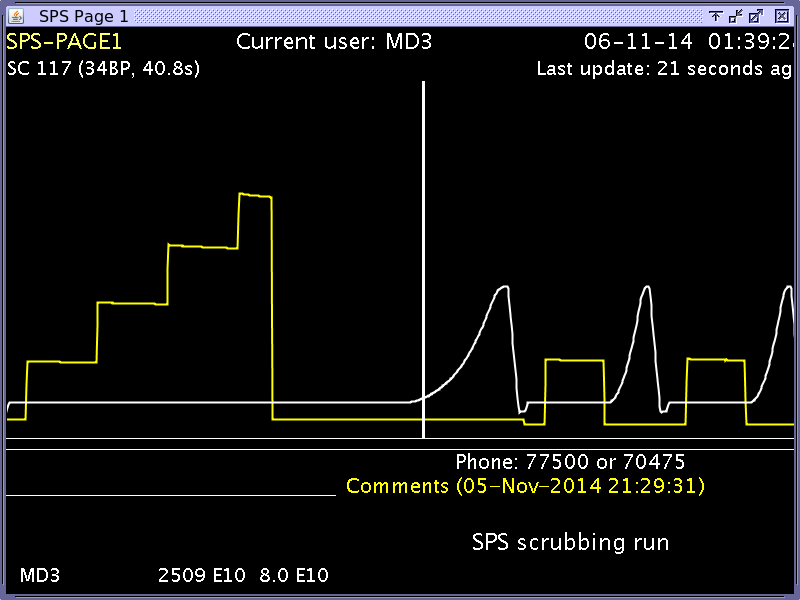 SPS Page 1
SPS-PAGE1 Current user: MD3 06-11-14 01:39:2
SC 117 (34BP, 40.8s) Last update: 21 seconds ag
Phone: 77500 or 70475
Comments (05-Nov-2014 21:29:31)
SPS scrubbing run
MD3 2509 E10 8.0 E10